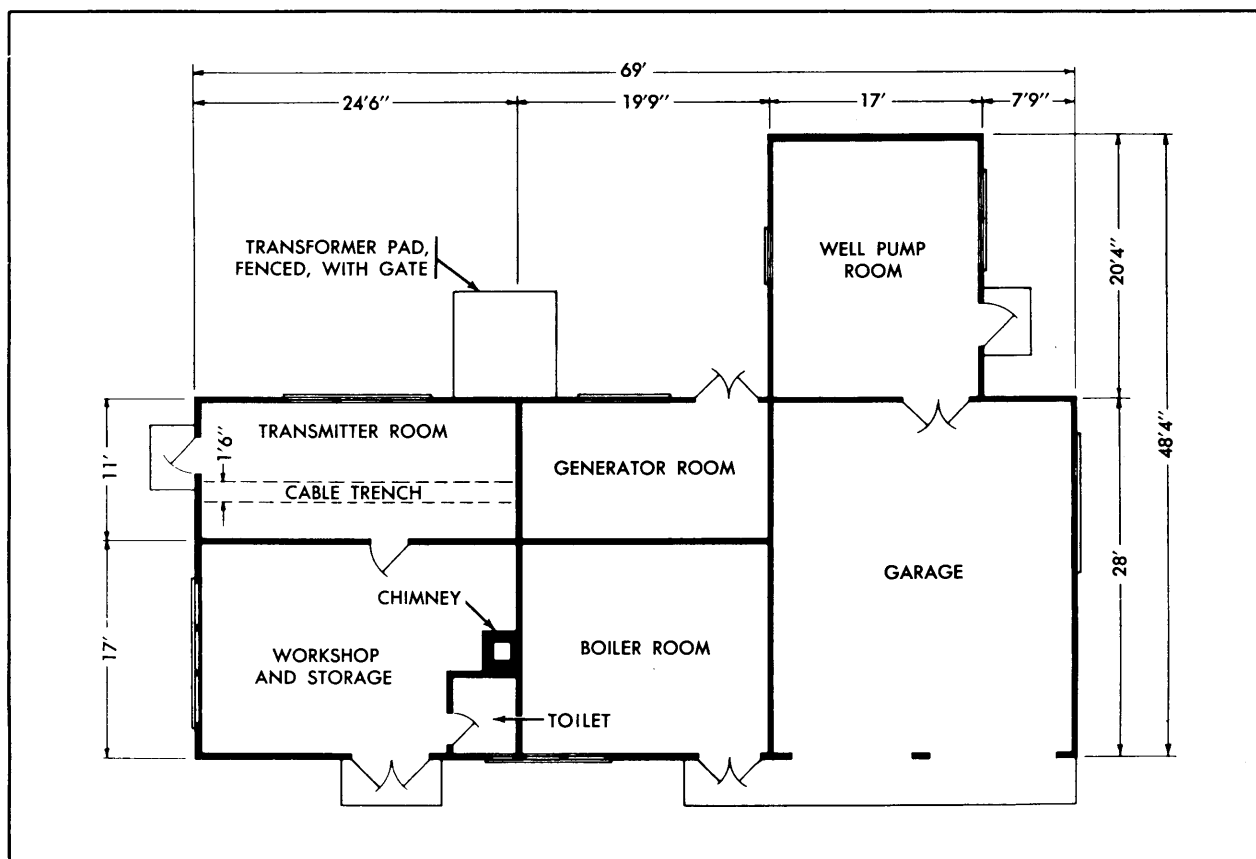 69'
24'6"
19'9"
17'
7'9"
TRANSFORMER PAD,
FENCED, WITH GATE
WELL PUMP
ROOM
20'4"
48'4"
TRANSMITTER ROOM
1'6"
11'
CABLE TRENCH
GENERATOR ROOM
GARAGE
28'
CHIMNEY
17'
WORKSHOP
AND STORAGE
BOILER ROOM
TOILET